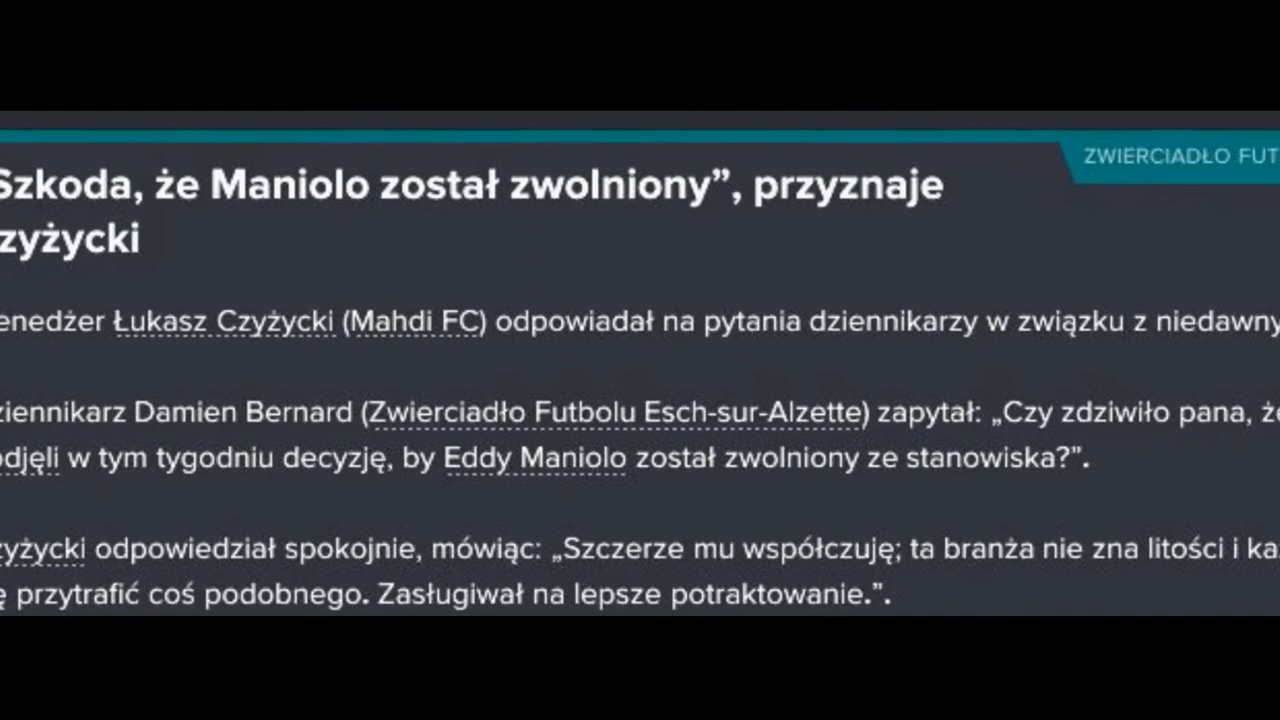 Szkoda, że Maniolo został zwolniony”, przyznaje
zyżycki
ZWIERCIADŁO FUT
enedżer Łukasz Czyżycki (Mahdi FC) odpowiadał na pytania dziennikarzy w związku z niedawny
ziennikarz Damien Bernard (Zwierciadło Futbolu Esch-sur-Alzette) zapytał: „Czy zdziwiło pana, że
odjęli w tym tygodniu decyzję, by Eddy Maniolo został zwolniony ze stanowiska?”.
zyżycki odpowiedział spokojnie, mówiąc: „Szczerze mu współczuję; ta branża nie zna litości i ka
ę przytrafić coś podobnego. Zasługiwał na lepsze potraktowanie.”.